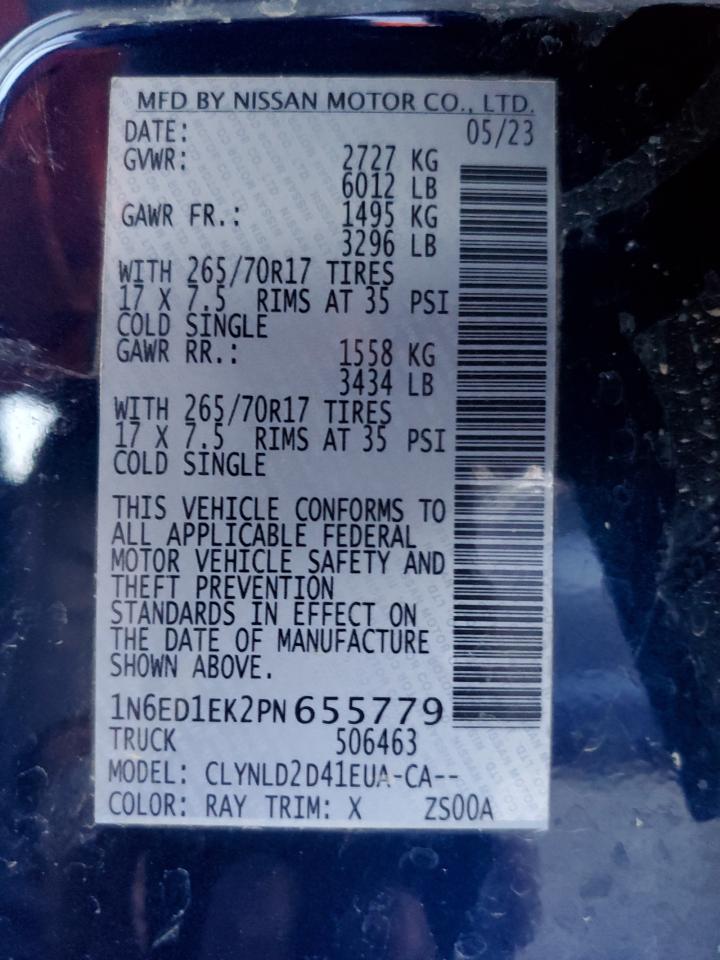 MFD BY NISSAN MOTOR CO., LTD.
DATE: 05/23
GVWR: 2727 KG
6012 LB
GAWR FR.: 1495 KG
3296 LB
WITH 265/70R17 TIRES
17 X 7.5 RIMS AT 35 PSI
COLD SINGLE
GAWR RR.: 1558 KG
3434 LB
WITH 265/70R17 TIRES
17 X 7.5 RIMS AT 35 PSI
COLD SINGLE
THIS VEHICLE CONFORMS TO
ALL APPLICABLE FEDERAL
MOTOR VEHICLE SAFETY AND
THEFT PREVENTION
STANDARDS IN EFFECT ON
THE DATE OF MANUFACTURE
SHOWN ABOVE.
1N6ED1EK2PN655779
TRUCK 506463
MODEL: CLYNLD2D41EUA-CA--
COLOR: RAY TRIM: X ZS00A